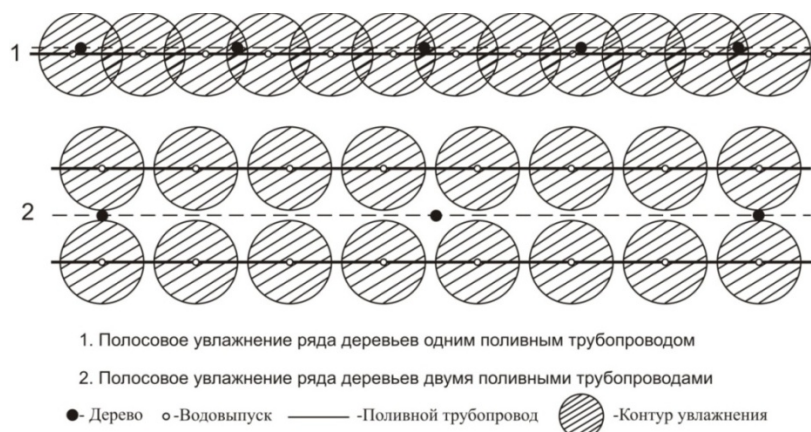 1
2
1. Полосовое увлажнение ряда деревьев одним поливным трубопроводом
2. Полосовое увлажнение ряда деревьев двумя поливными трубопроводами
- Дерево -Водовыпуск -Поливной трубопровод -Контур увлажнения